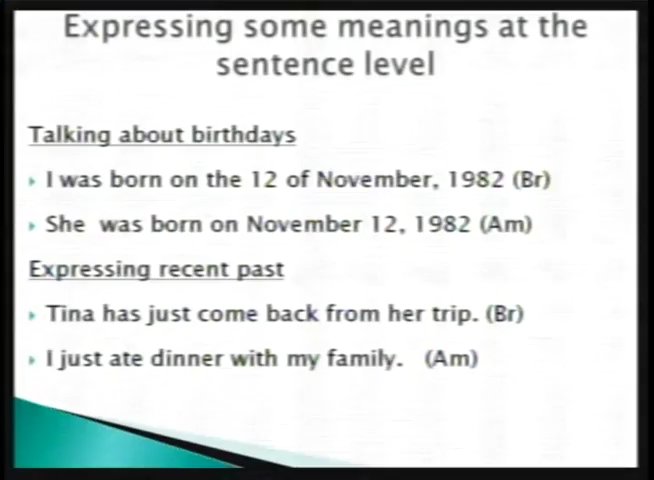 Expressing some meanings at the
sentence level
Talking about birthdays
I was born on the 12 of November, 1982 (Br)
She was born on November 12, 1982 (Am)
Expressing recent past
Tina has just come back from her trip. (Br)
I just ate dinner with my family. (Am)